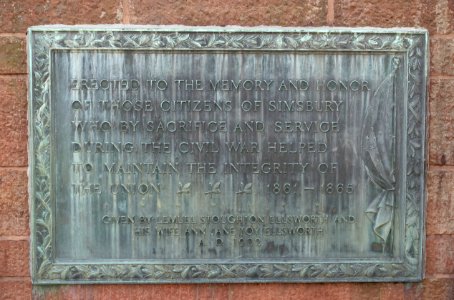 ERECTED TO THE MEMORY AND HONOR
OF THOSE CITIZENS OF SIMSBURY
WHO BY SACRIFICE AND SERVICE
DURING THE CIVIL WAR HELPED
TO MAINTAIN THE INTEGRITY OF
THE UNION 1861 — 1865
GIVEN BY LEMUEL STOUGHTON ELLSWORTH AND
HIS WIFE ANN JANE TOY ELLSWORTH
A.D.